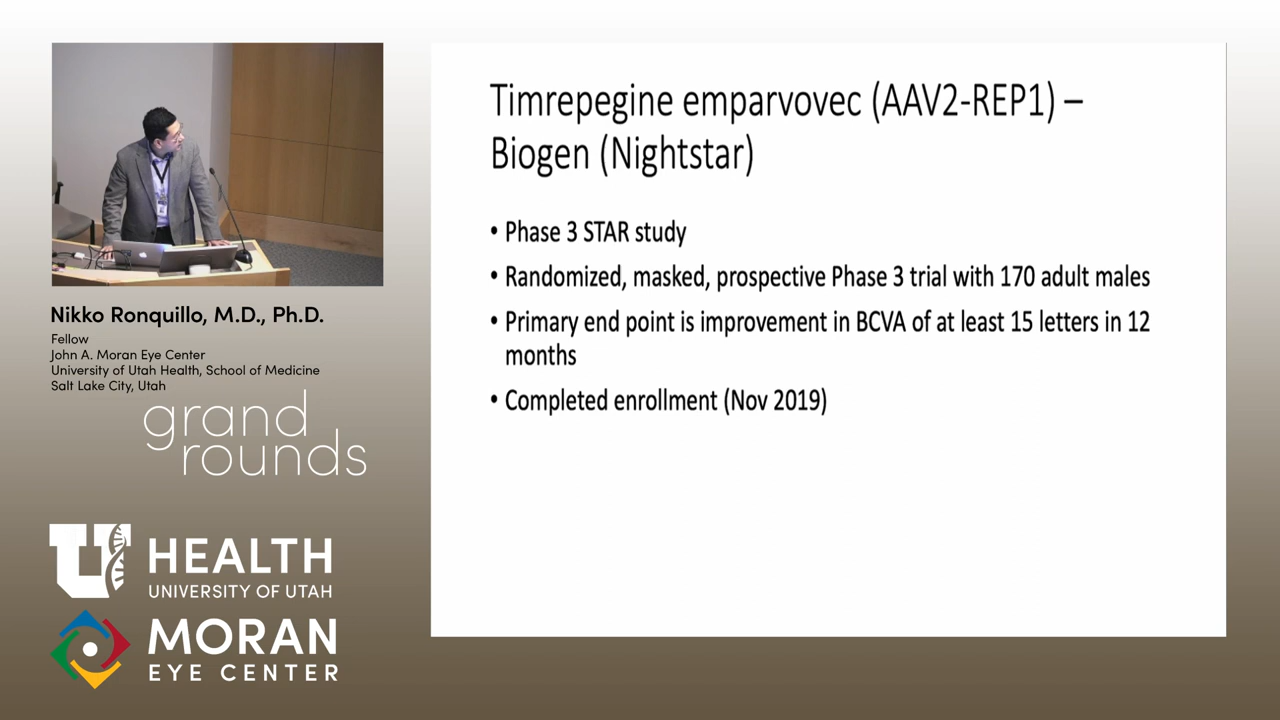 Timrepegine emparvovec (AAV2-REP1) –
Biogen (Nightstar)
• Phase 3 STAR study
• Randomized, masked, prospective Phase 3 trial with 170 adult males
• Primary end point is improvement in BCVA of at least 15 letters in 12
months
• Completed enrollment (Nov 2019)
Nikko Ronquillo, M.D., Ph.D.
Fellow
John A. Moran Eye Center
University of Utah Health, School of Medicine
Salt Lake City, Utah
grand
rounds
U HEALTH
UNIVERSITY OF UTAH
MORAN
EYE CENTER